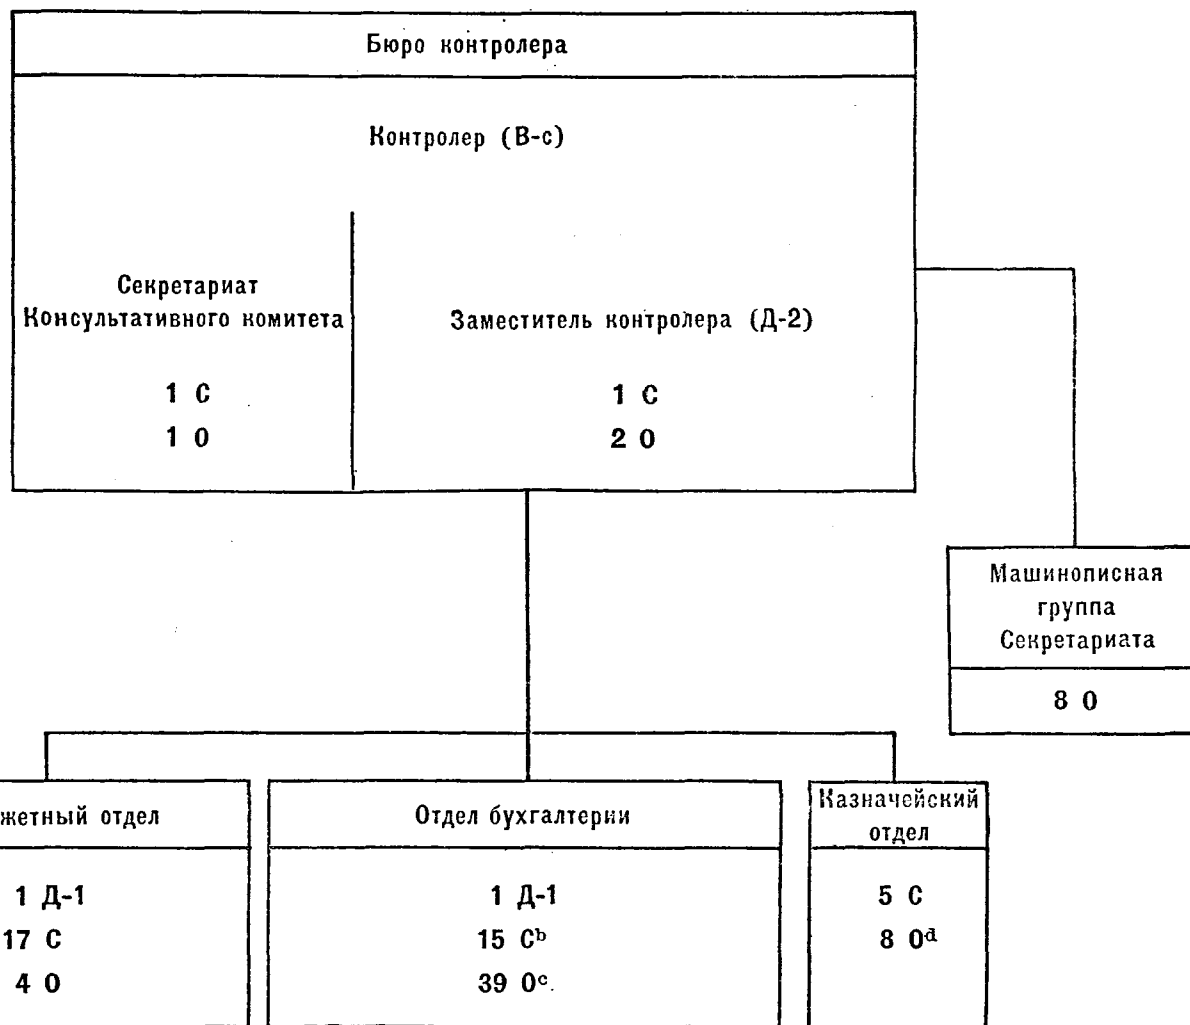 Бюро контролера
Контролер (В-с)
Секретариат
Консультативного комитета
1 С
1 О
Заместитель контролера (Д-2)
1 С
2 О
Машинописная
группа
Секретариата
8 О
жетный отдел
1 Д-1
17 С
4 О
Отдел бухгалтерии
1 Д-1
15 Сᵇ
39 Оᶜ.
Казначейский
отдел
5 С
8 Оᵈ